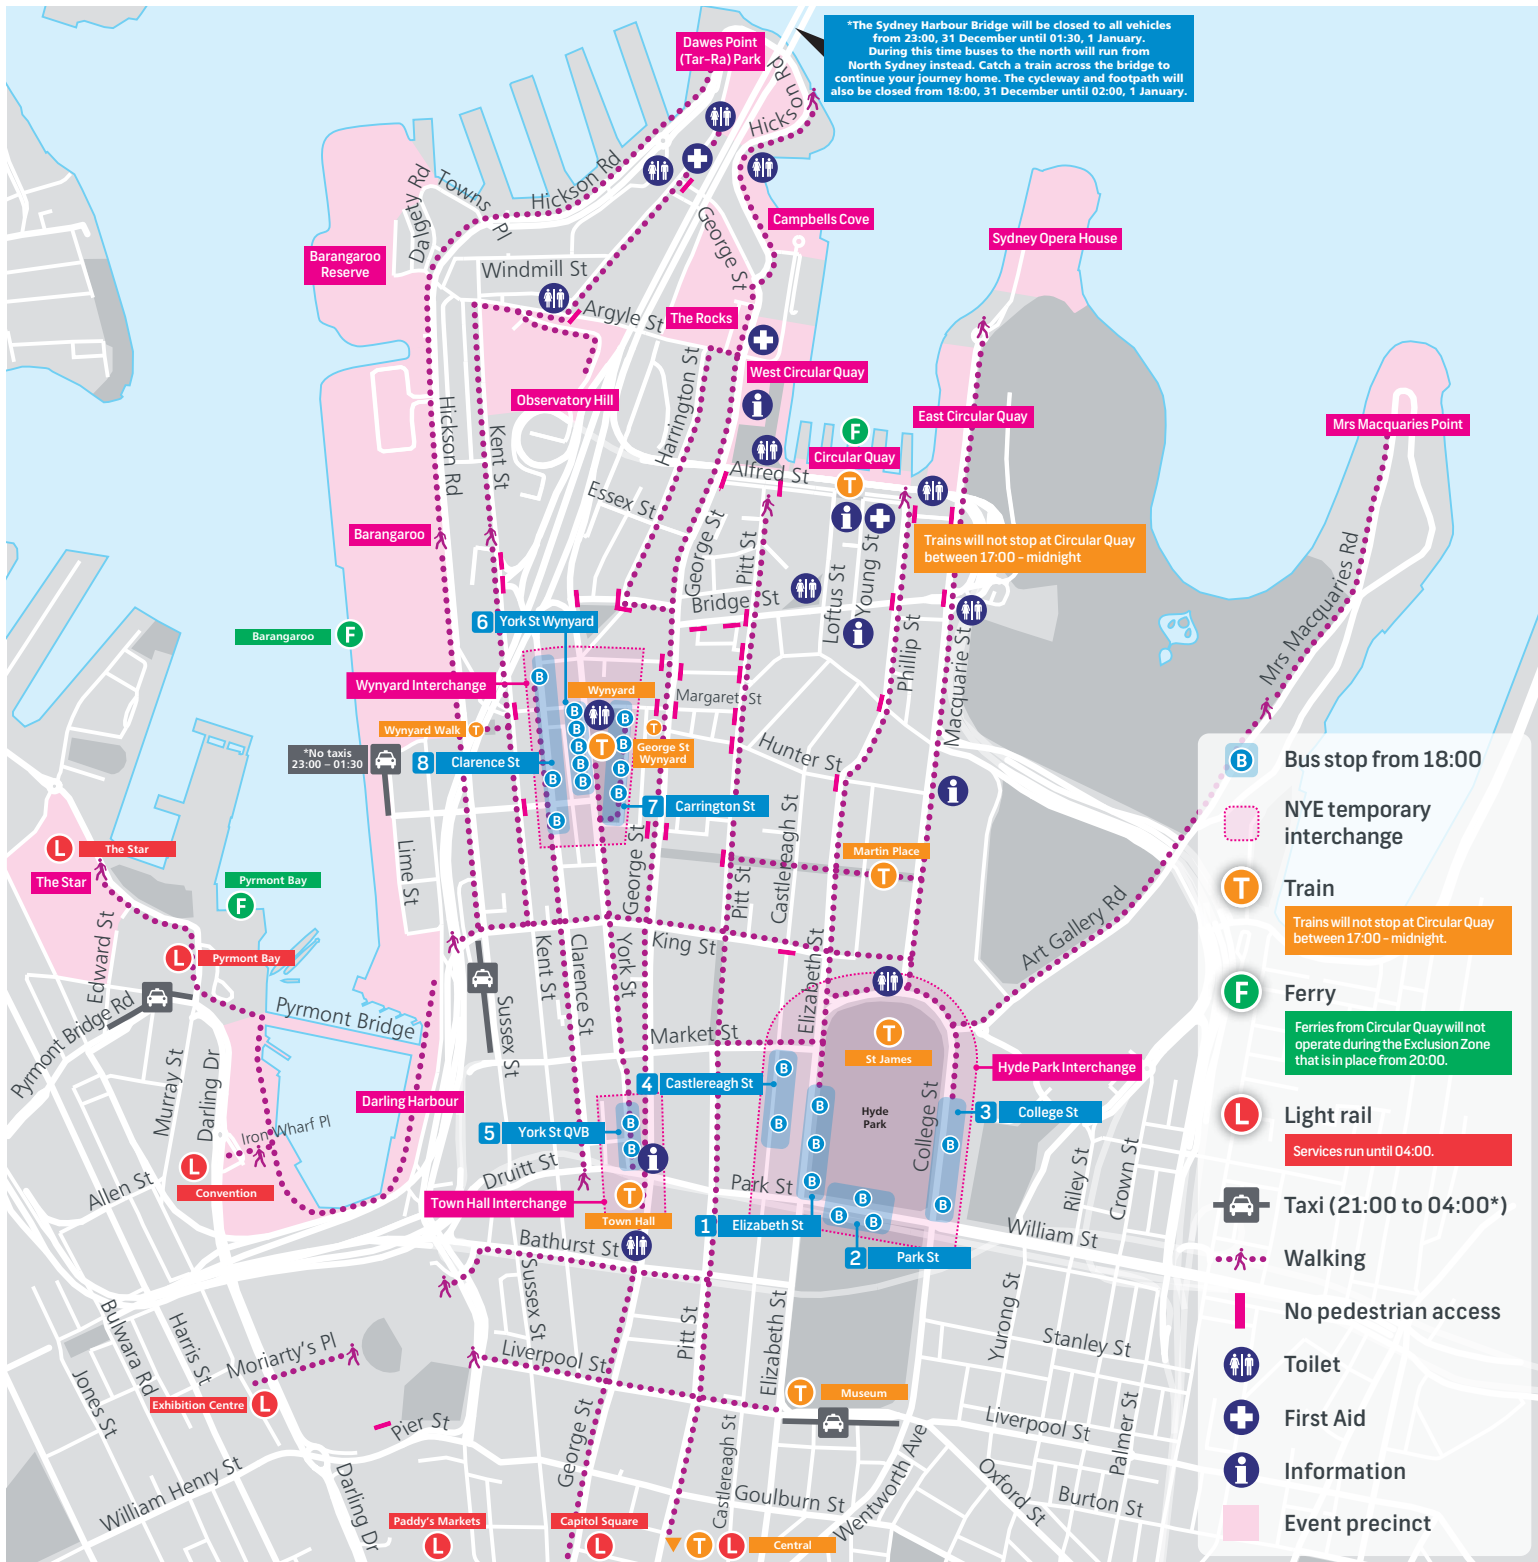 *The Sydney Harbour Bridge will be closed to all vehicles
from 23:00, 31 December until 01:30, 1 January.
During this time buses to the north will run from
North Sydney instead. Catch a train across the bridge to
continue your journey home. The cycleway and footpath will
also be closed from 18:00, 31 December until 02:00, 1 January.
Dawes Point
(Tar-Ra) Park
Hickson Rd
Hickson Rd
Dalgety Rd
Towns Pl
George St
Campbells Cove
Sydney Opera House
Barangaroo
Reserve
Windmill St
Argyle St
The Rocks
West Circular Quay
Harrington St
Observatory Hill
East Circular Quay
Mrs Macquaries Point
F
Circular Quay
T
Hickson Rd
Kent St
Alfred St
Essex St
Barangaroo
George St
Pitt St
Trains will not stop at Circular Quay
between 17:00 - midnight
Mrs Macquaries Rd
Loftus St
Young St
Bridge St
Phillip St
Macquarie St
Barangaroo
F
6
York St Wynyard
Wynyard Interchange
B
Wynyard
B
B
B
B
B
B
B
B
B
B
B
B
T
Margaret St
Wynyard Walk
T
T
George St
Wynyard
*No taxis
23:00 – 01:30
8
Clarence St
Hunter St
7
Carrington St
Lime St
George St
Pitt St
Castlereagh St
Martin Place
T
L
The Star
The Star
Pyrmont Bay
F
Edward St
L
Pyrmont Bay
Pyrmont Bridge Rd
Pyrmont Bridge
Murray St
Darling Dr
Iron Wharf Pl
Sussex St
Kent St
Clarence St
York St
King St
Market St
Elizabeth St
Art Gallery Rd
T
St James
Hyde Park Interchange
Hyde
Park
College St
4
Castlereagh St
B
B
B
B
B
3
College St
B
B
5
York St QVB
B
B
Darling Harbour
L
Convention
Allen St
Druitt St
Town Hall Interchange
T
Town Hall
Park St
1
Elizabeth St
B
B
B
2
Park St
William St
Riley St
Crown St
Bathurst St
Sussex St
Bulwara Rd
Harris St
Jones St
Moriarty's Pl
Exhibition Centre
L
Liverpool St
Pitt St
Elizabeth St
Yurong St
Stanley St
T
Museum
Pier St
William Henry St
Darling Dr
George St
Castlereagh St
Goulburn St
Wentworth Ave
Liverpool St
Palmer St
Oxford St
Burton St
Paddy's Markets
L
Capitol Square
L
T
L
Central
B
Bus stop from 18:00
NYE temporary
interchange
T
Train
Trains will not stop at Circular Quay
between 17:00 - midnight.
F
Ferry
Ferries from Circular Quay will not
operate during the Exclusion Zone
that is in place from 20:00.
L
Light rail
Services run until 04:00.
Taxi (21:00 to 04:00*)
Walking
No pedestrian access
Toilet
First Aid
Information
Event precinct